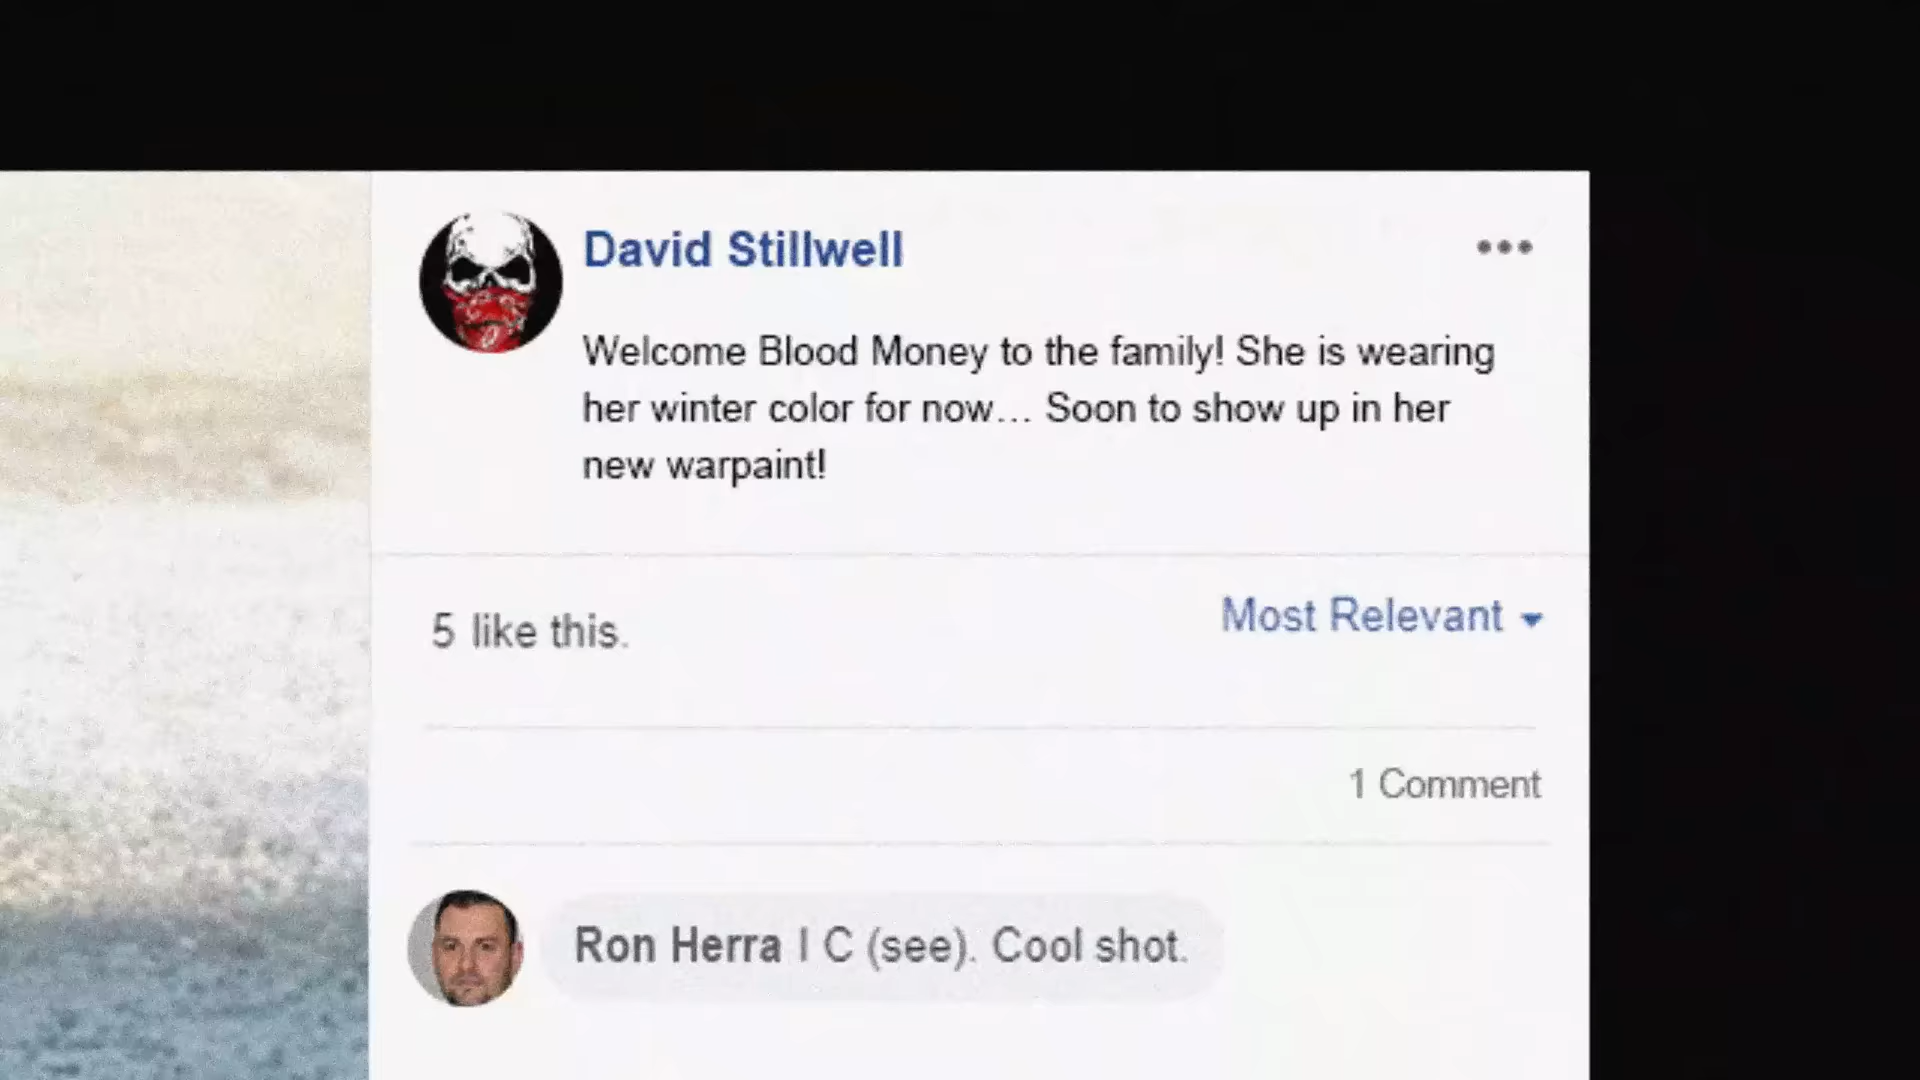 David Stillwell
Welcome Blood Money to the family! She is wearing
her winter color for now... Soon to show up in her
new warpaint!
5 like this.
Most Relevant
1 Comment
Ron Herra I C (see). Cool shot.